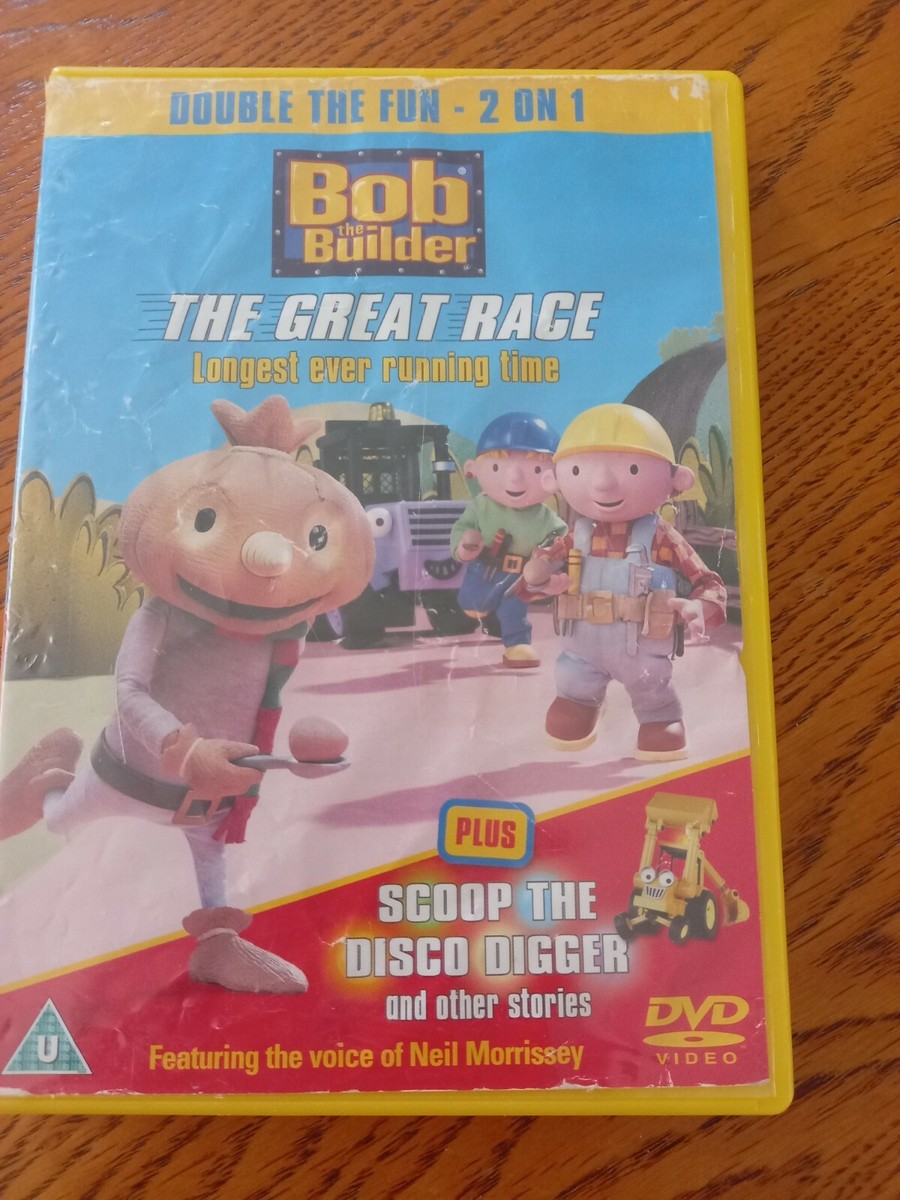 DOUBLE THE FUN - 2 ON 1
Bob
the
Builder
THE GREAT RACE
Longest ever running time
PLUS
SCOOP THE
DISCO DIGGER
and other stories
DVD
VIDEO
U
Featuring the voice of Neil Morrissey